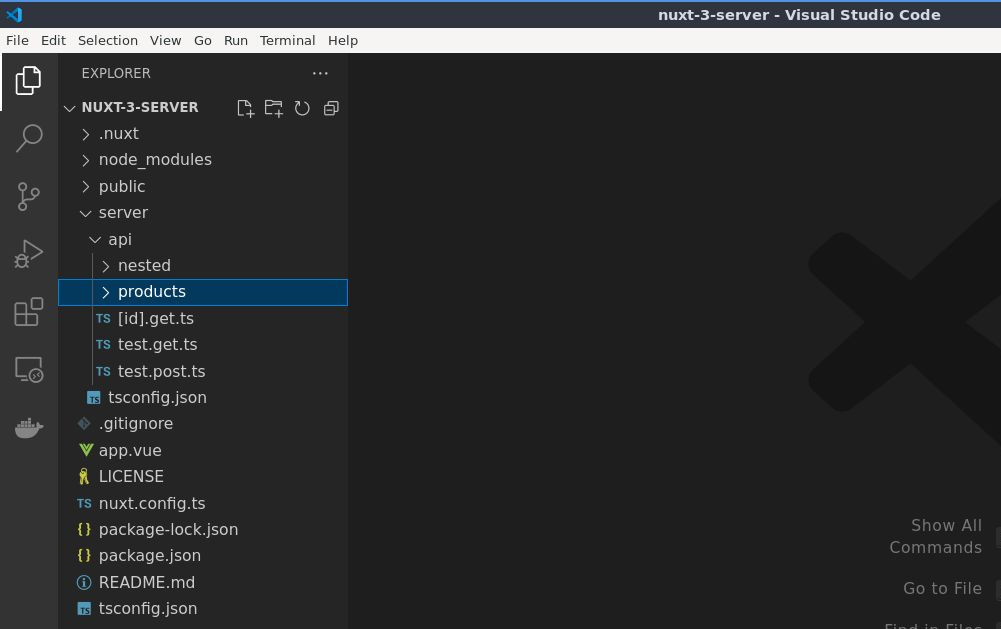 nuxt-3-server - Visual Studio Code
File Edit Selection View Go Run Terminal Help
EXPLORER
NUXT-3-SERVER
.nuxt
node_modules
public
server
api
nested
products
TS [id].get.ts
TS test.get.ts
TS test.post.ts
TS tsconfig.json
.gitignore
app.vue
LICENSE
TS nuxt.config.ts
{} package-lock.json
{} package.json
README.md
TS tsconfig.json
Show All
Commands
Go to File
Find in Files